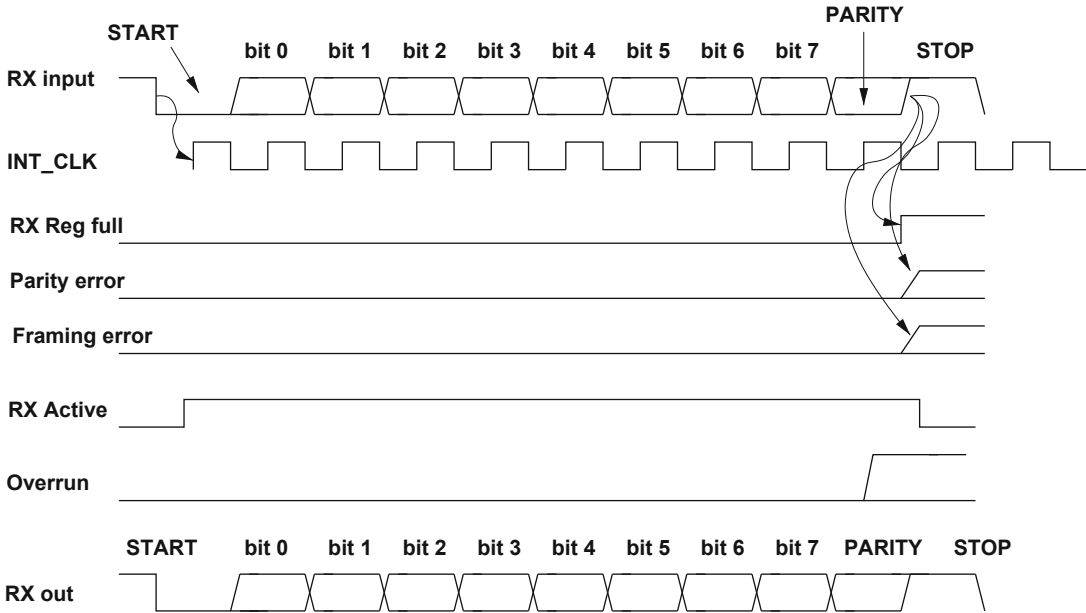 PARITY
START
bit 0 bit 1 bit 2 bit 3 bit 4 bit 5 bit 6 bit 7 STOP
RX input
INT_CLK
RX Reg full
Parity error
Framing error
RX Active
Overrun
START bit 0 bit 1 bit 2 bit 3 bit 4 bit 5 bit 6 bit 7 PARITY STOP
RX out